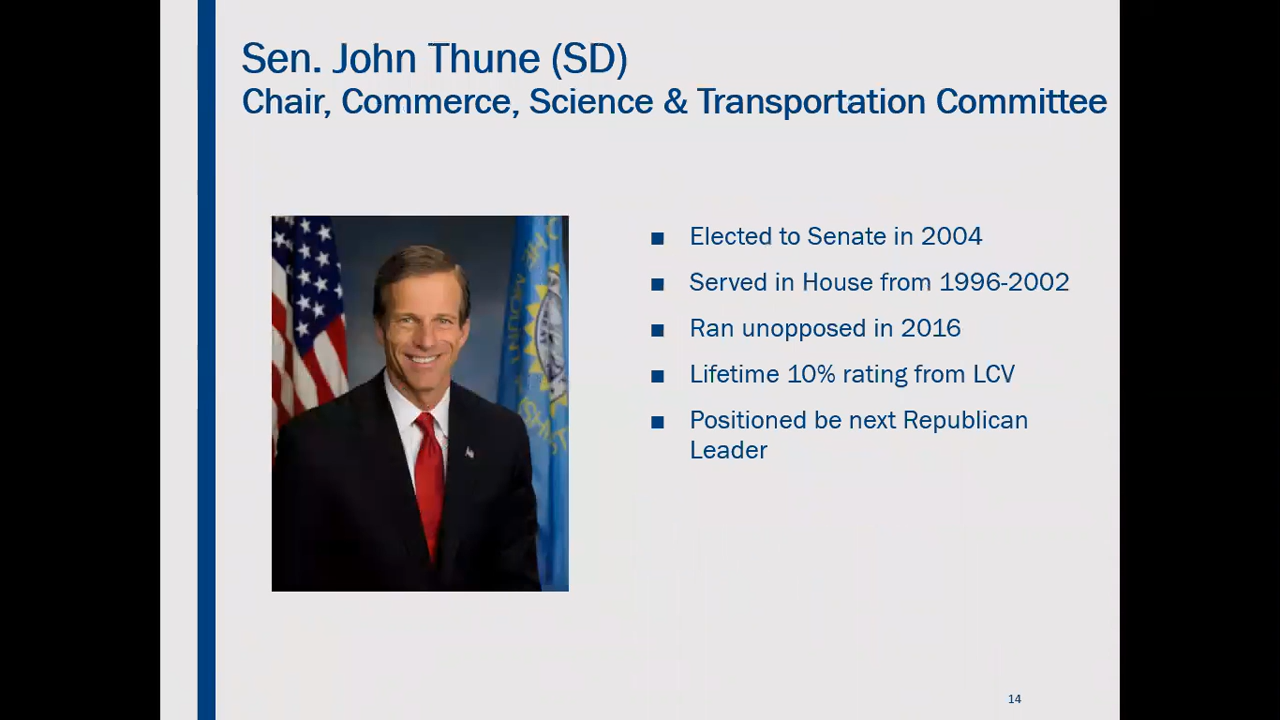 Sen. John Thune (SD)
Chair, Commerce, Science & Transportation Committee
■ Elected to Senate in 2004
■ Served in House from 1996-2002
■ Ran unopposed in 2016
■ Lifetime 10% rating from LCV
■ Positioned be next Republican
Leader
14